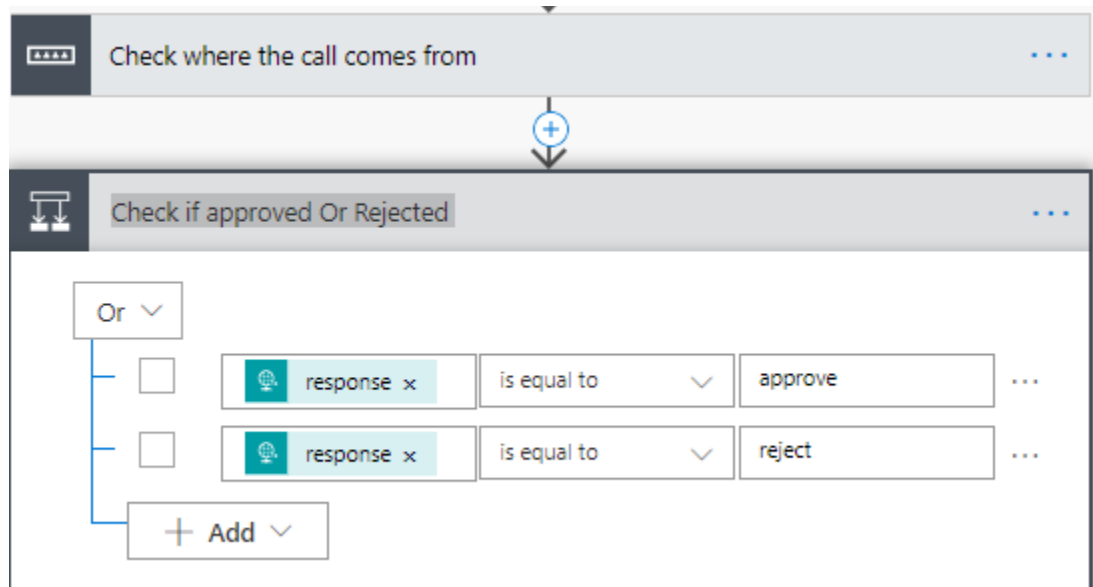 Check where the call comes from
Check if approved Or Rejected
Or
response × is equal to approve
response × is equal to reject
Add